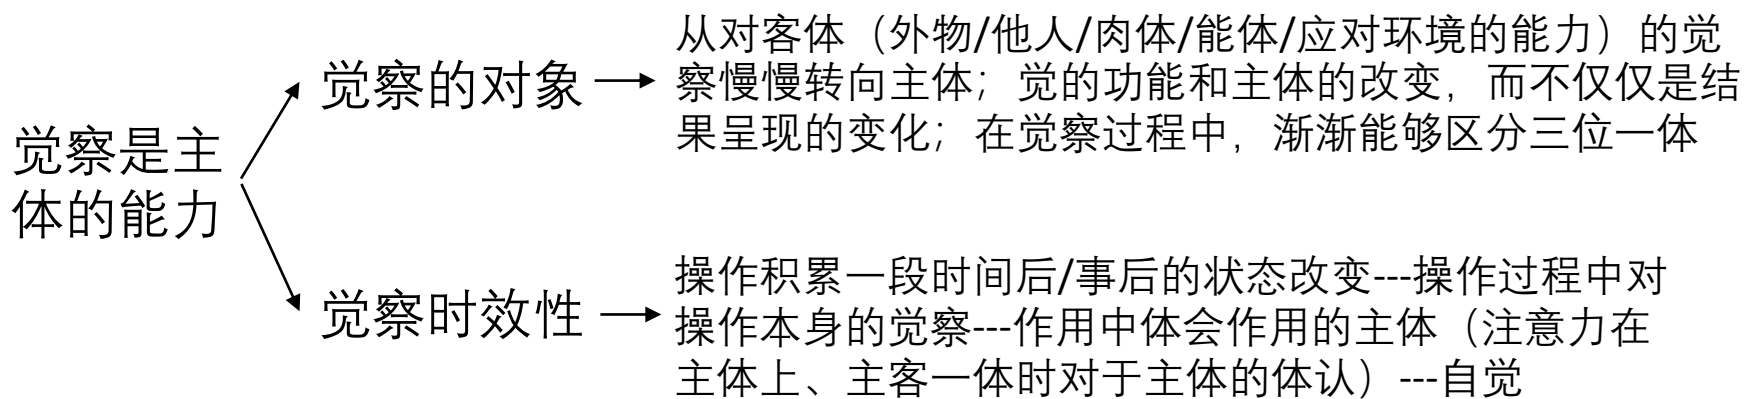 觉察是主
体的能力
觉察的对象
从对客体（外物/他人/肉体/能体/应对环境的能力）的觉
察慢慢转向主体；觉的功能和主体的改变，而不仅仅是结
果呈现的变化；在觉察过程中，渐渐能够区分三位一体
觉察时效性
操作积累一段时间后/事后的状态改变---操作过程中对
操作本身的觉察---作用中体会作用的主体（注意力在
主体上、主客一体时对于主体的体认）---自觉